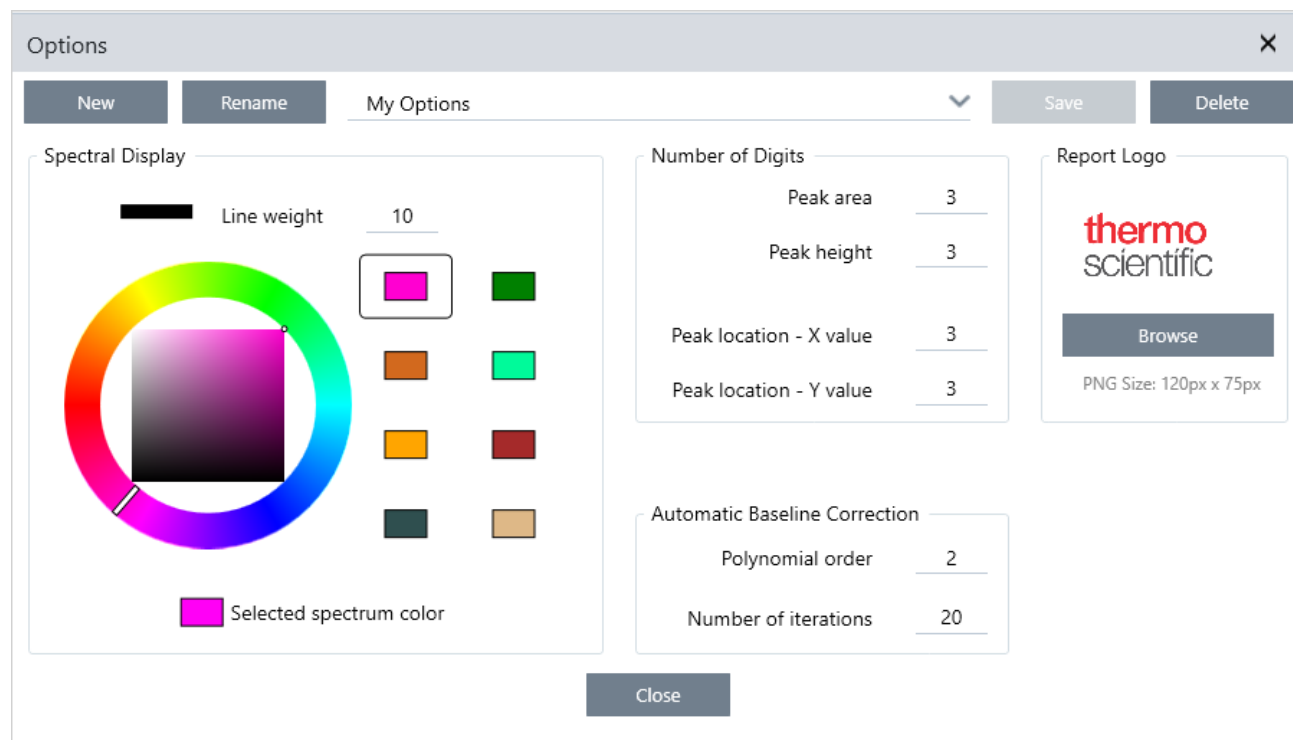 Options
New
Rename
My Options
Save
Delete
Spectral Display
Line weight
10
Selected spectrum color
Number of Digits
Peak area
3
Peak height
3
Peak location - X value
3
Peak location - Y value
3
Automatic Baseline Correction
Polynomial order
2
Number of iterations
20
Report Logo
thermo
scientific
Browse
PNG Size: 120px x 75px
Close